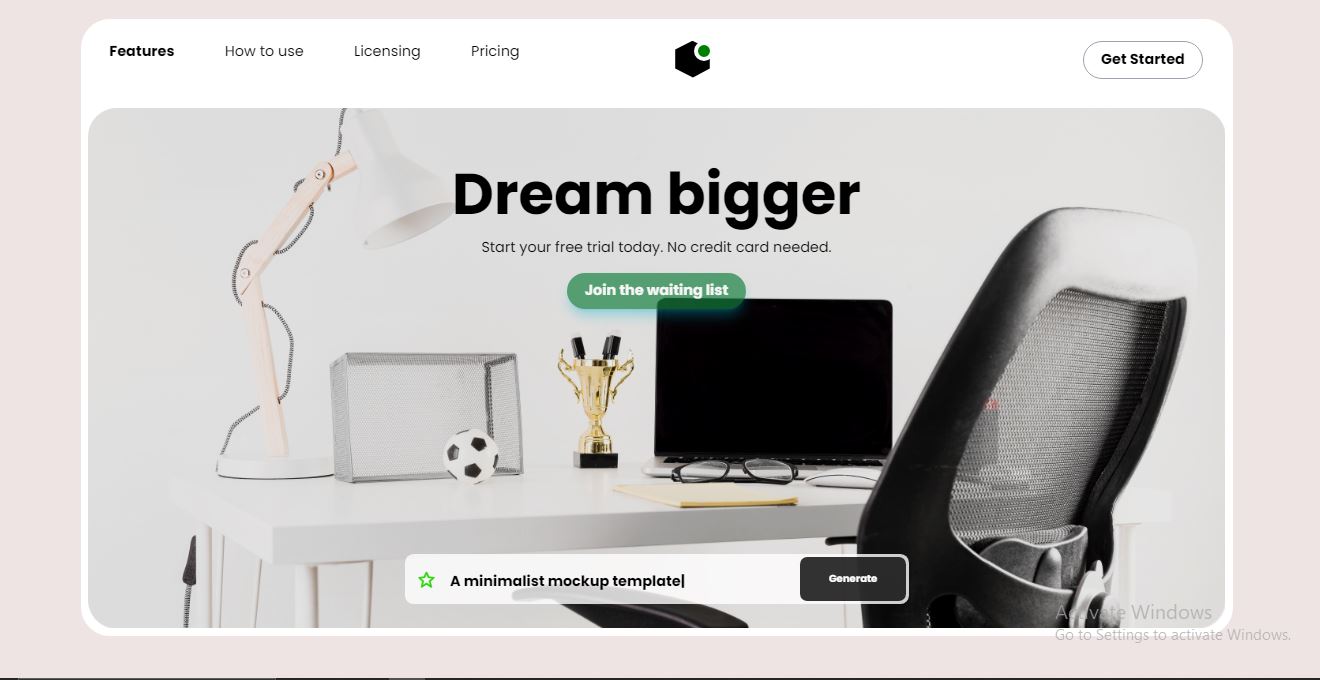 Features
How to use
Licensing
Pricing
Get Started
Dream bigger
Start your free trial today. No credit card needed.
Join the waiting list
A minimalist mockup template|
Generate
Activate Windows
Go to Settings to activate Windows.